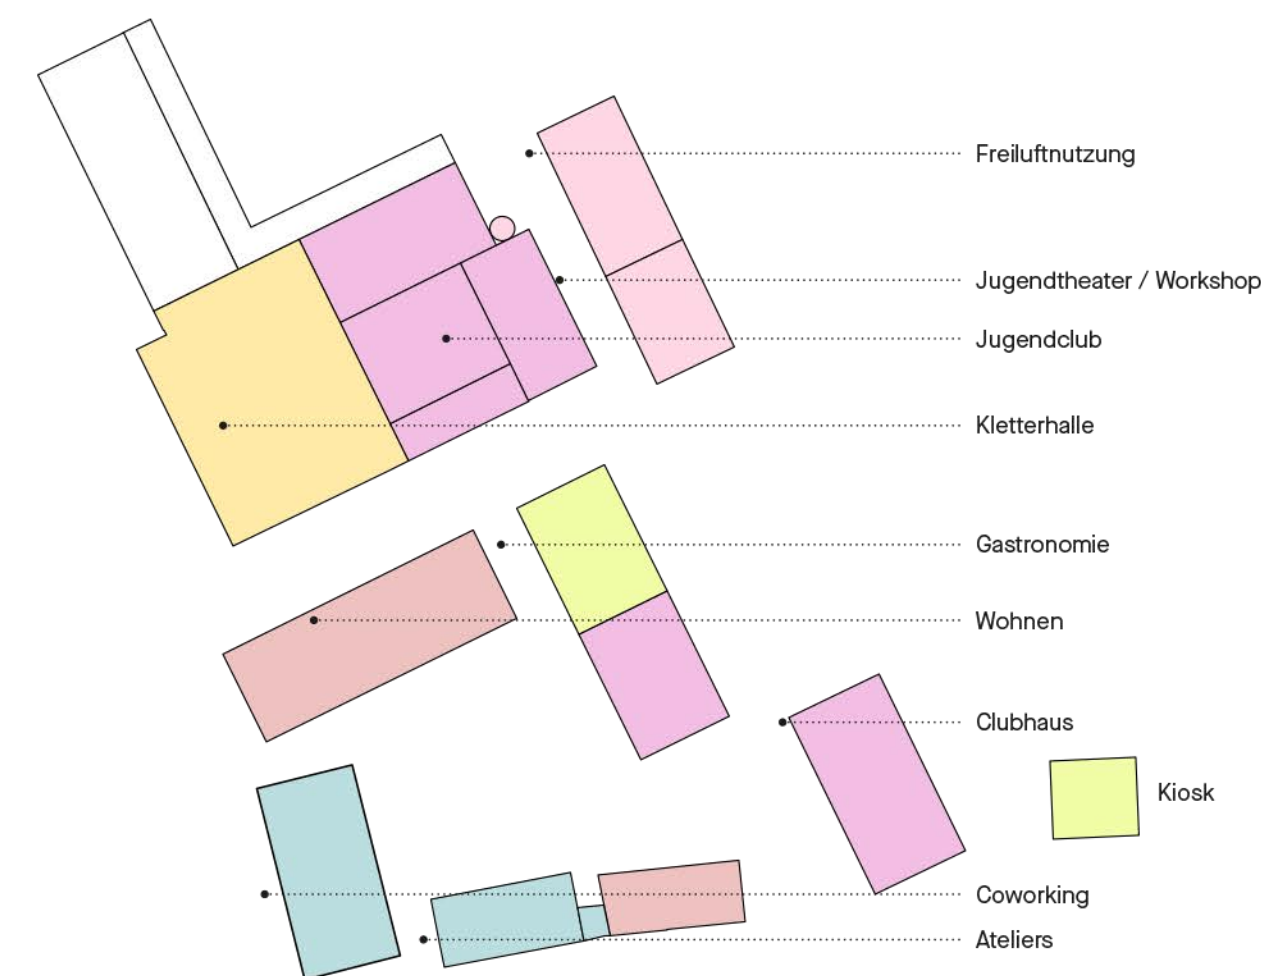 Freiluftnutzung
Jugendtheater / Workshop
Jugendclub
Kletterhalle
Gastronomie
Wohnen
Clubhaus
Kiosk
Coworking
Ateliers